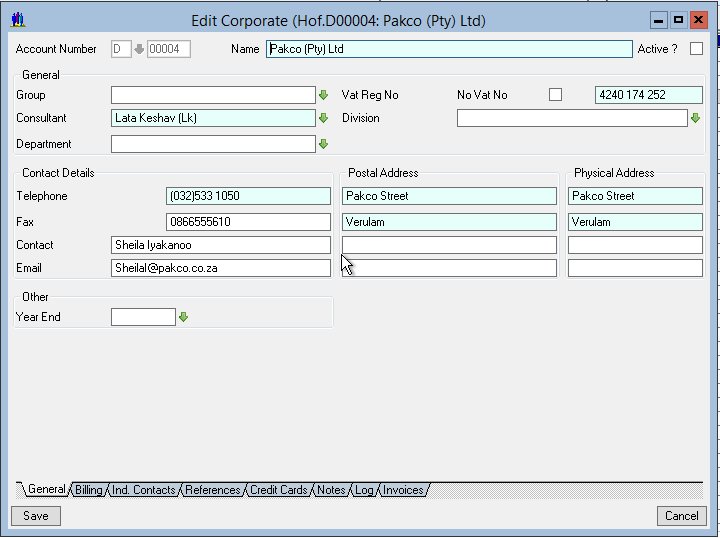 Edit Corporate (Hof.D00004: Pakco (Pty) Ltd)
Account Number D 00004 Name Pakco (Pty) Ltd Active ?
General
Group Vat Reg No No Vat No 4240 174 252
Consultant Lata Keshav (Lk) Division
Department
Contact Details Postal Address Physical Address
Telephone (032)533 1050 Pakco Street Pakco Street
Fax 0866555610 Verulam Verulam
Contact Sheila Iyakanoo
Email SheilaI@pakco.co.za
Other
Year End
General Billing Ind. Contacts References Credit Cards Notes Log Invoices
Save Cancel